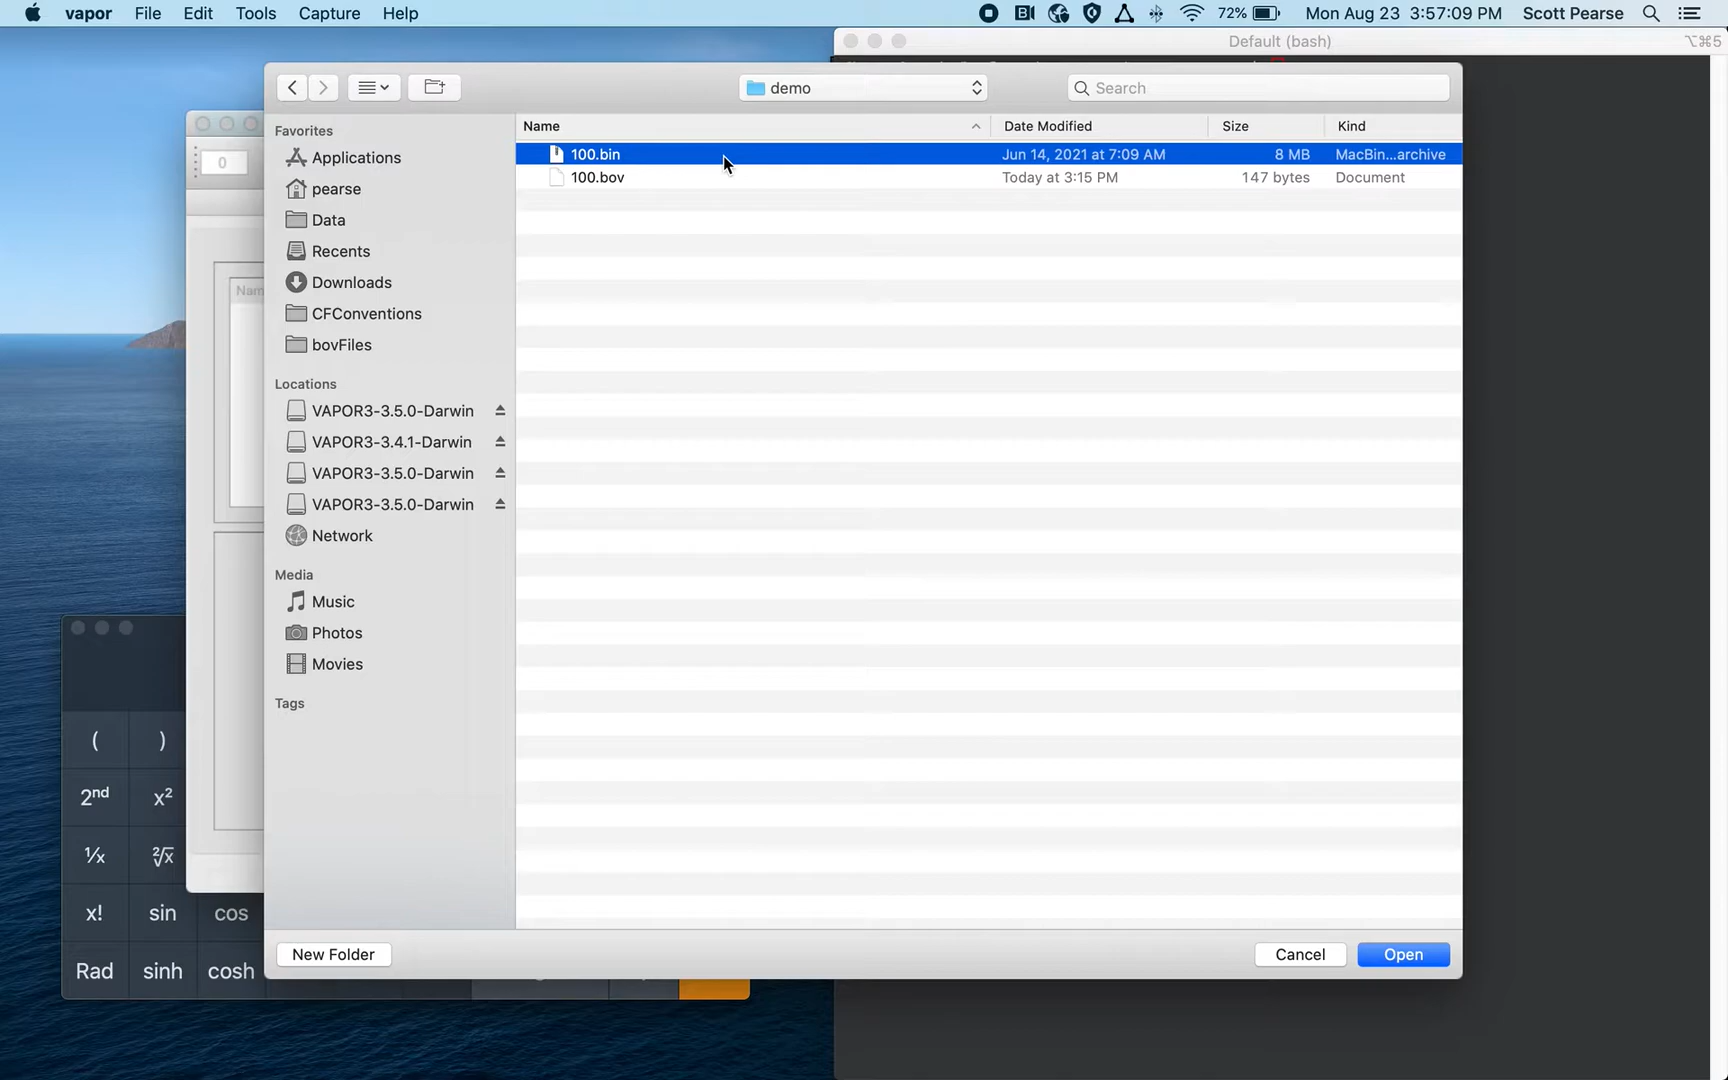 vapor File Edit Tools Capture Help 72% Mon Aug 23 3:57:09 PM Scott Pearse
Default (bash) ⌥⌘5
demo Search
Favorites
Applications
pearse
Data
Recents
Downloads
CFConventions
bovFiles
Locations
VAPOR3-3.5.0-Darwin
VAPOR3-3.4.1-Darwin
VAPOR3-3.5.0-Darwin
VAPOR3-3.5.0-Darwin
Network
Media
Music
Photos
Movies
Tags
Name Date Modified Size Kind
100.bin Jun 14, 2021 at 7:09 AM 8 MB MacBin...archive
100.bov Today at 3:15 PM 147 bytes Document
New Folder Cancel Open
0
Nam
( )
2nd x²
¹⁄x ²√x
x! sin cos
Rad sinh cosh